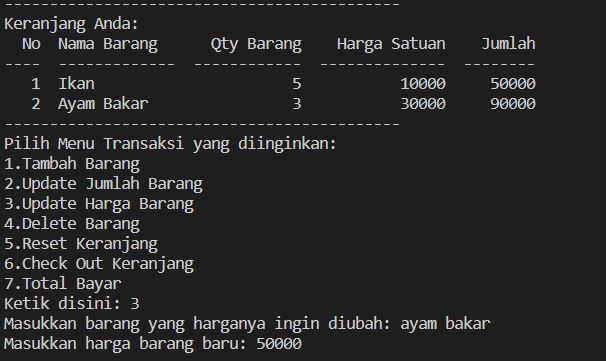 --------------------------------------------
Keranjang Anda:
  No  Nama Barang      Qty Barang    Harga Satuan    Jumlah
----  -------------  ------------  --------------  --------
   1  Ikan                      5           10000     50000
   2  Ayam Bakar                3           30000     90000
--------------------------------------------
Pilih Menu Transaksi yang diinginkan:
1.Tambah Barang
2.Update Jumlah Barang
3.Update Harga Barang
4.Delete Barang
5.Reset Keranjang
6.Check Out Keranjang
7.Total Bayar
Ketik disini: 3
Masukkan barang yang harganya ingin diubah: ayam bakar
Masukkan harga barang baru: 50000